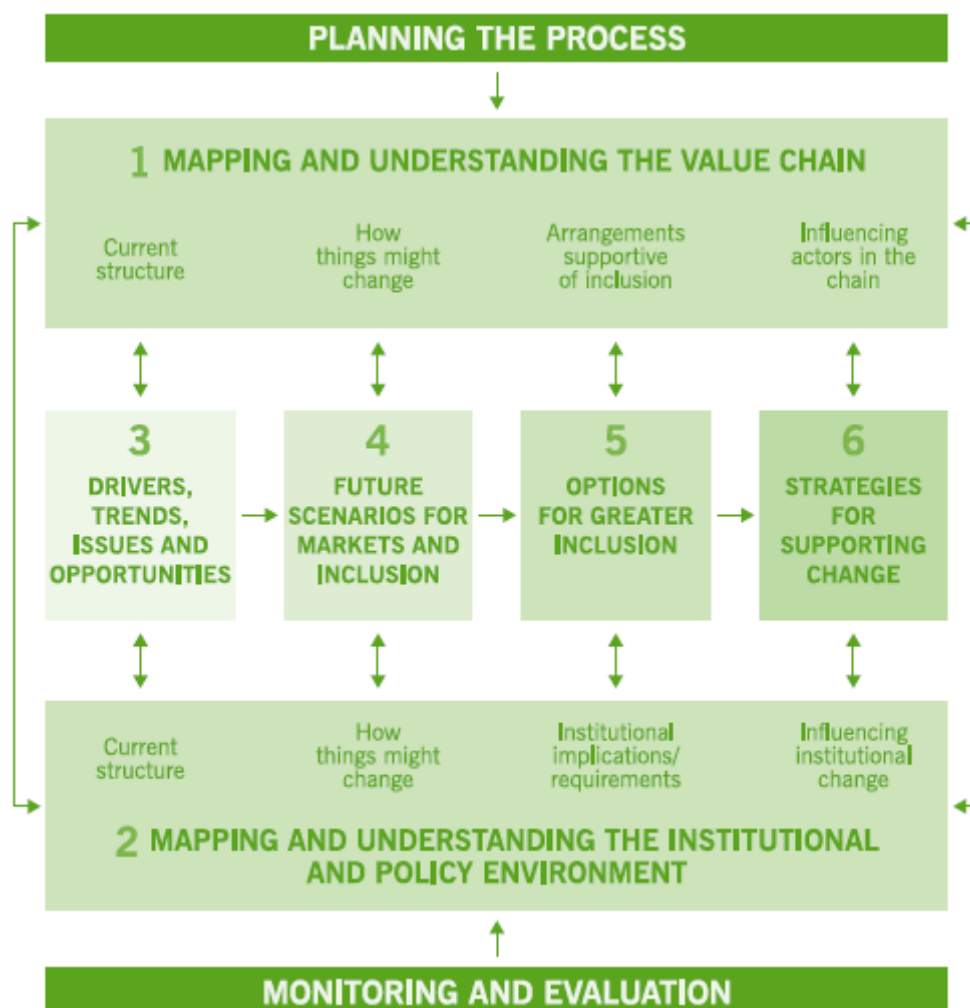 PLANNING THE PROCESS
1 MAPPING AND UNDERSTANDING THE VALUE CHAIN
Current
structure
How
things might
change
Arrangements
supportive
of inclusion
Influencing
actors in the
chain
3
DRIVERS,
TRENDS,
ISSUES AND
OPPORTUNITIES
4
FUTURE
SCENARIOS FOR
MARKETS AND
INCLUSION
5
OPTIONS
FOR GREATER
INCLUSION
6
STRATEGIES
FOR
SUPPORTING
CHANGE
Current
structure
How
things might
change
Institutional
implications/
requirements
Influencing
institutional
change
2 MAPPING AND UNDERSTANDING THE INSTITUTIONAL
AND POLICY ENVIRONMENT
MONITORING AND EVALUATION